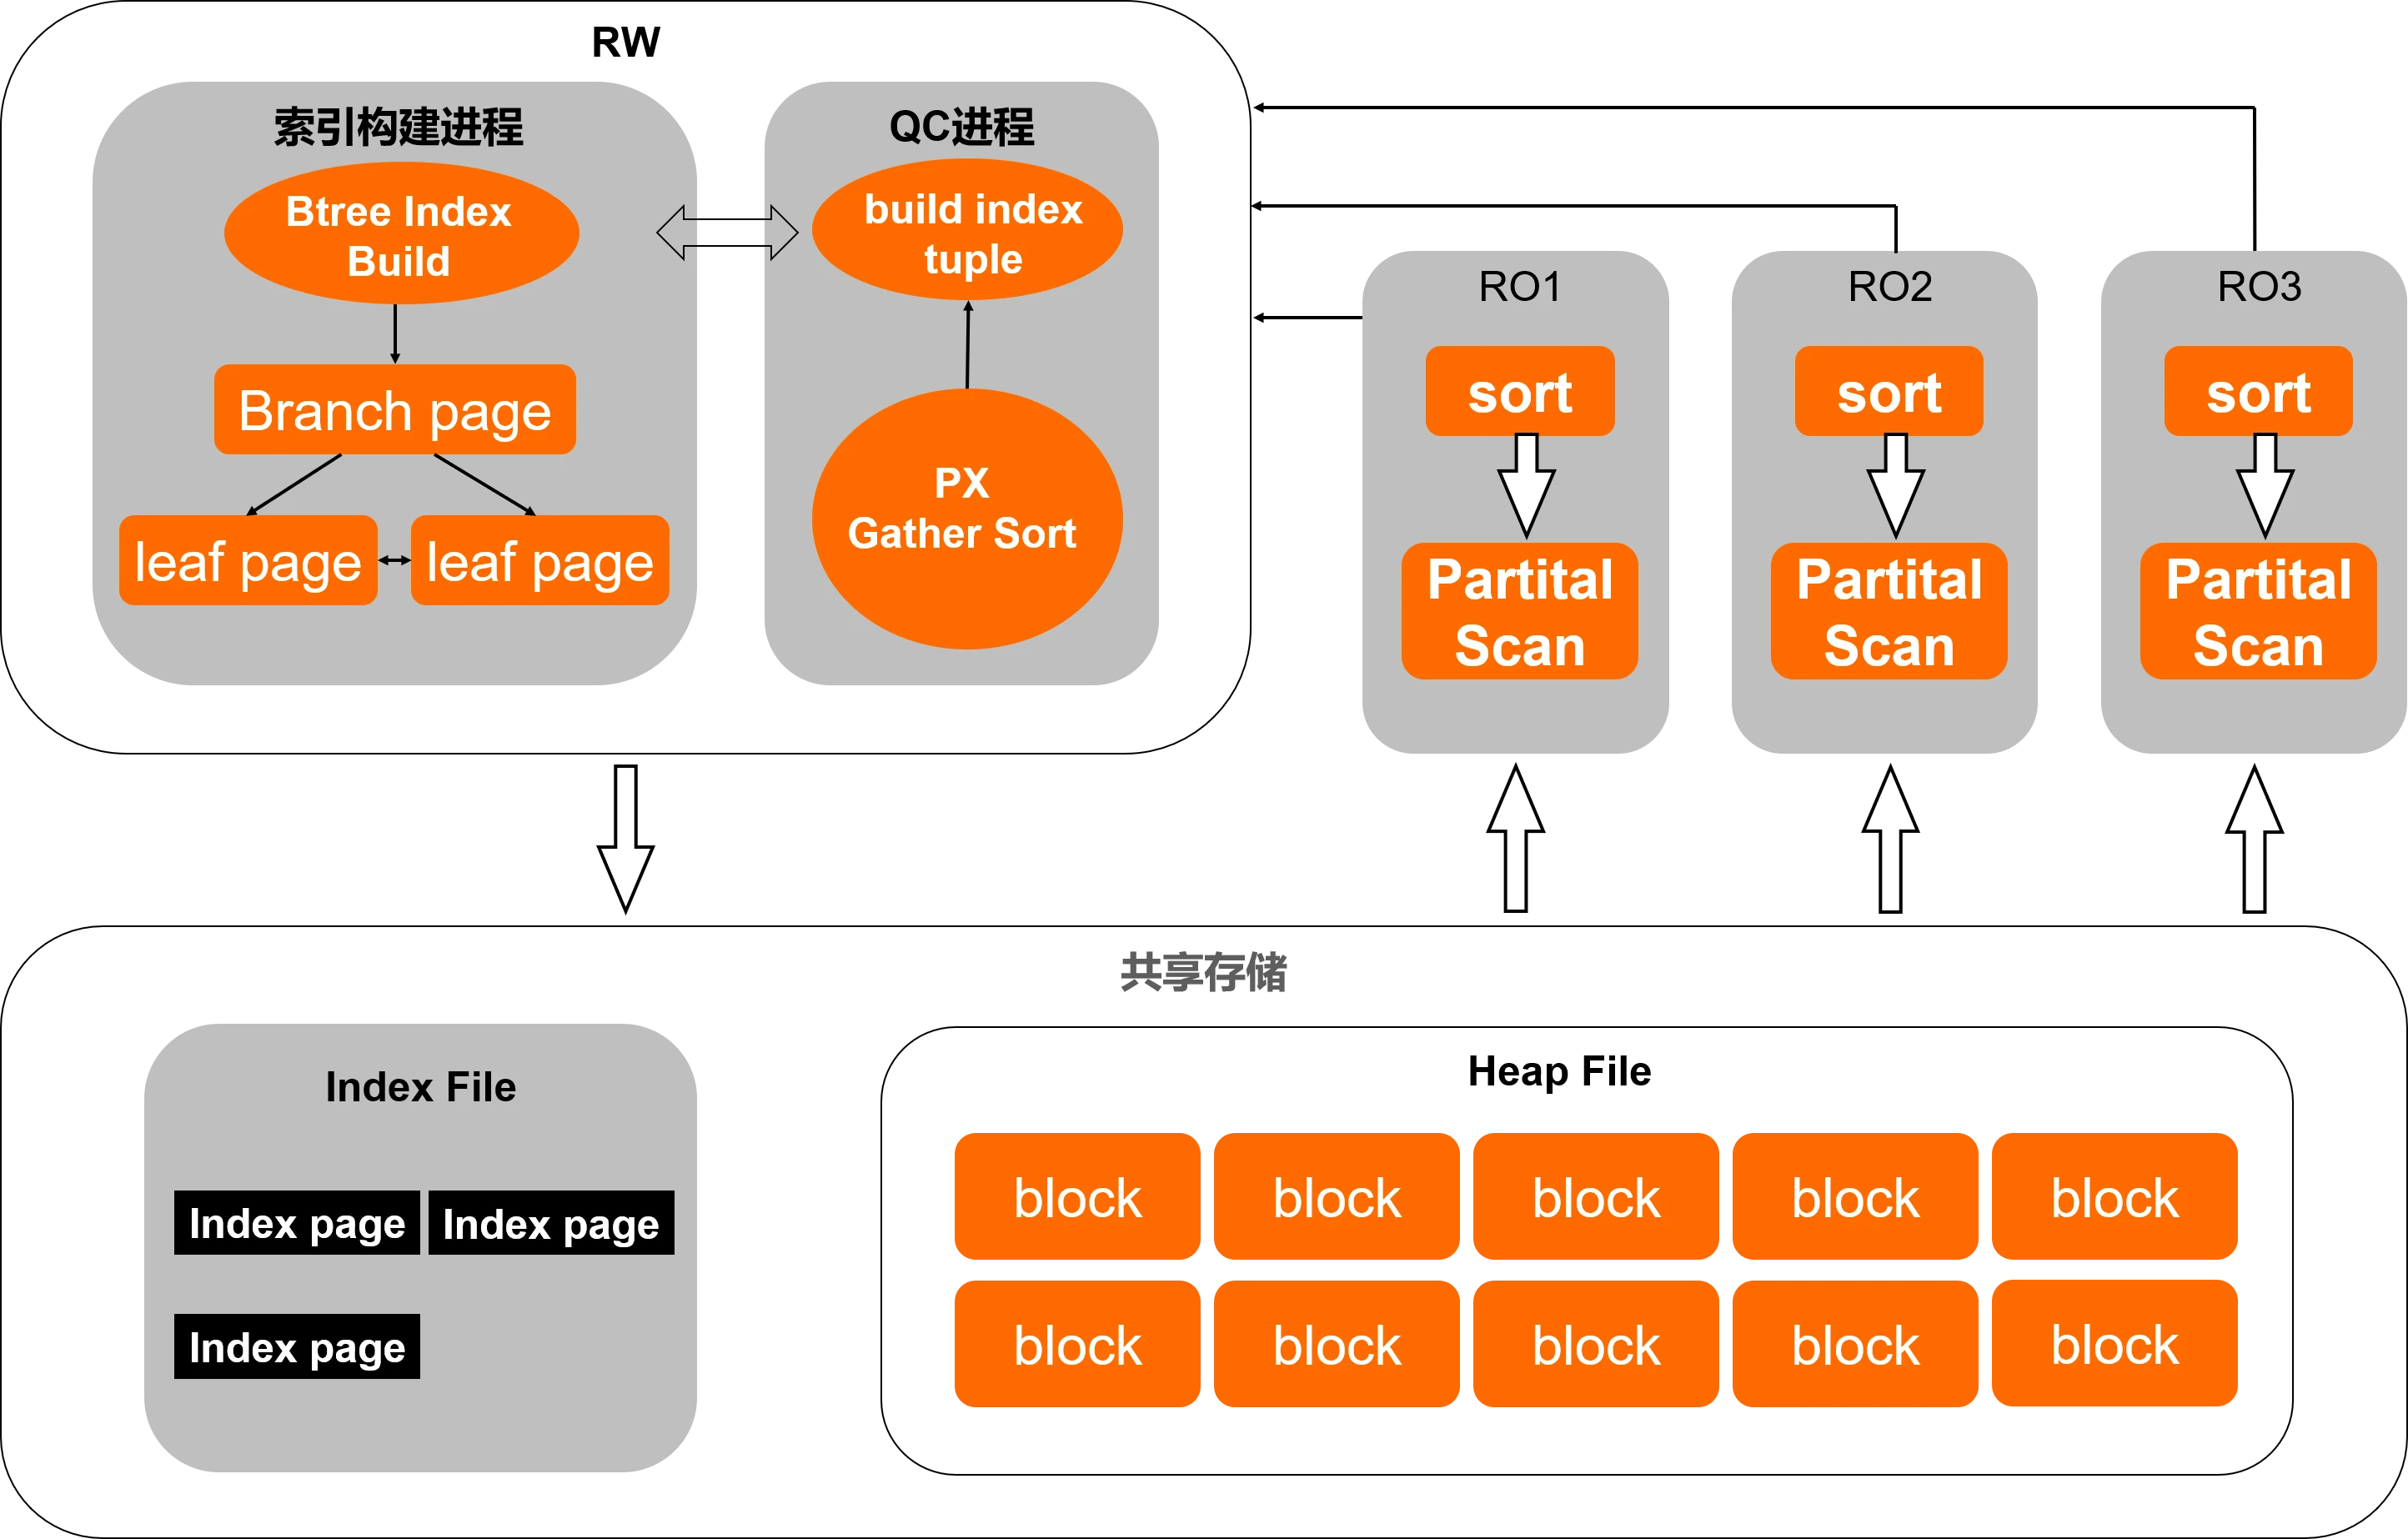 RW
索引构建进程
Btree Index
Build
Branch page
leaf page
leaf page
QC进程
build index
tuple
PX
Gather Sort
RO1
sort
Partital
Scan
RO2
sort
Partital
Scan
RO3
sort
Partital
Scan
共享存储
Index File
Index page
Index page
Index page
Heap File
block
block
block
block
block
block
block
block
block
block